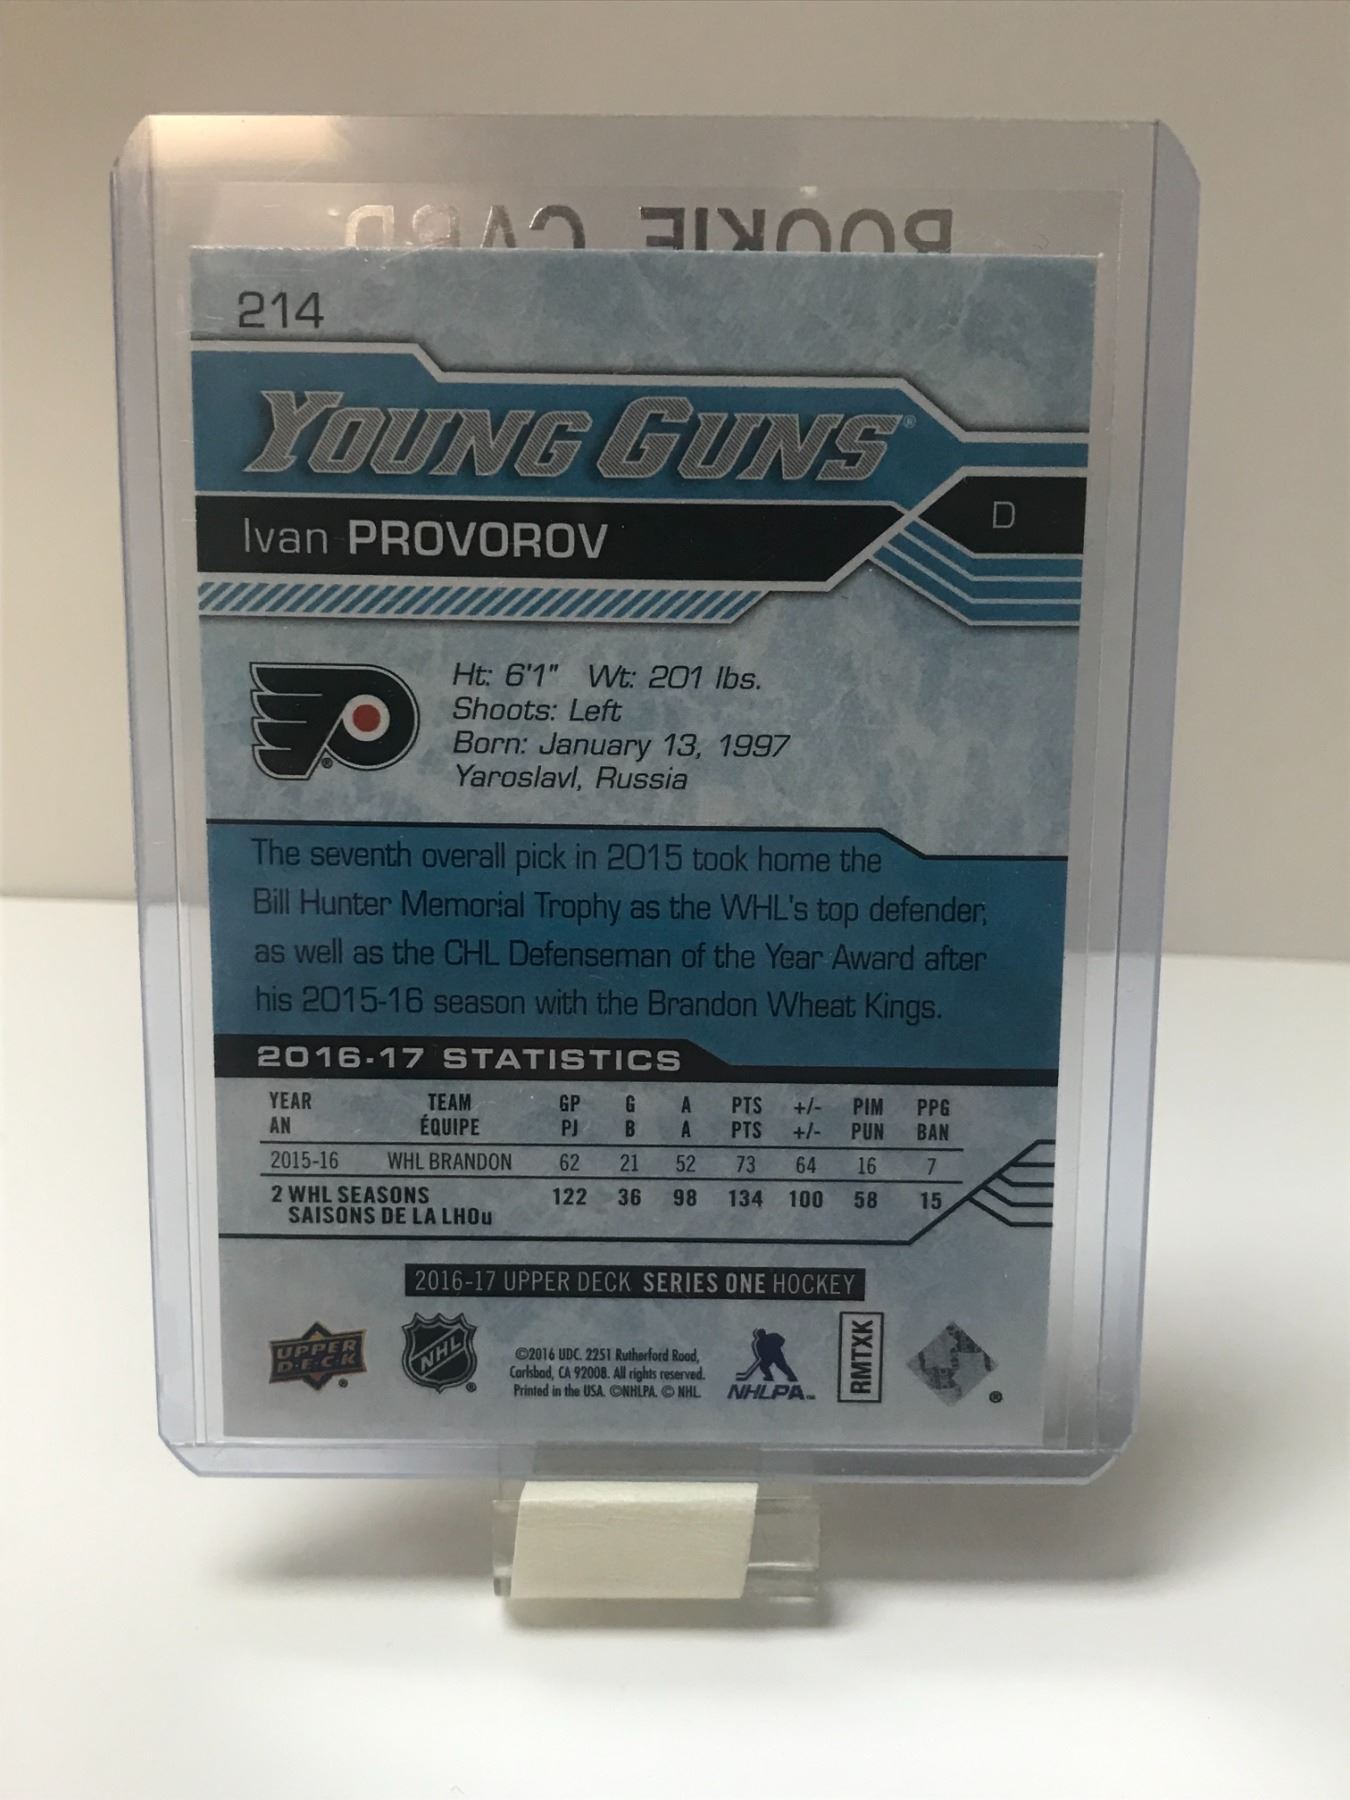 ROOKIE CARD
214
YOUNG GUNS®
Ivan PROVOROV
D
Ht: 6'1" Wt: 201 lbs.
Shoots: Left
Born: January 13, 1997
Yaroslavl, Russia
®
The seventh overall pick in 2015 took home the
Bill Hunter Memorial Trophy as the WHL's top defender,
as well as the CHL Defenseman of the Year Award after
his 2015-16 season with the Brandon Wheat Kings.
2016-17 STATISTICS
YEAR TEAM GP G A PTS +/- PIM PPG
AN ÉQUIPE PJ B A PTS +/- PUN BAN
2015-16 WHL BRANDON 62 21 52 73 64 16 7
2 WHL SEASONS 122 36 98 134 100 58 15
SAISONS DE LA LHOu
2016-17 UPPER DECK SERIES ONE HOCKEY
UPPER
D·E·C·K®
NHL®
©2016 UDC. 2251 Rutherford Road,
Carlsbad, CA 92008. All rights reserved.
Printed in the USA. ©NHLPA. © NHL.
NHLPA™
RMTXK
®